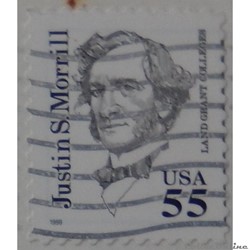 Justin S. Morrill
LAND GRANT COLLEGES
USA
55